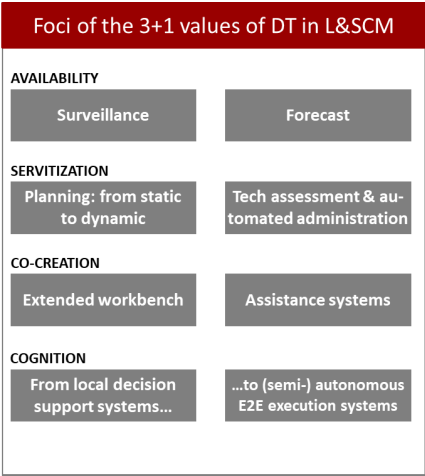 Foci of the 3+1 values of DT in L&SCM
AVAILABILITY
Surveillance
Forecast
SERVITIZATION
Planning: from static
to dynamic
Tech assessment & au-
tomated administration
CO-CREATION
Extended workbench
Assistance systems
COGNITION
From local decision
support systems…
…to (semi-) autonomous
E2E execution systems